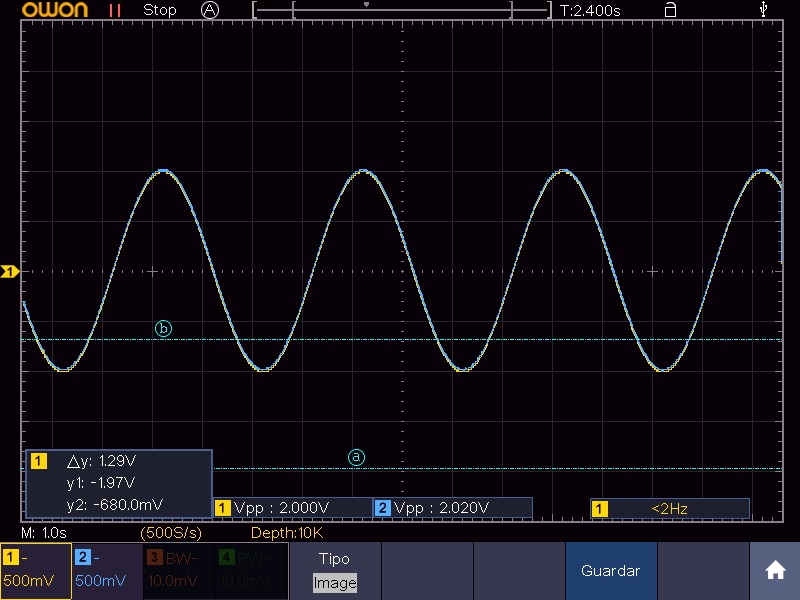 OWON Stop A T:2.400s
1
b
a
1 △y: 1.29V
y1: -1.97V
y2: -680.0mV
1 Vpp : 2.000V 2 Vpp : 2.020V 1 <2Hz
M: 1.0s (500S/s) Depth:10K
1 - 2 - 3 BW- 4 BW- Tipo
500mV 500mV 10.0mV 10.0mV Image Guardar